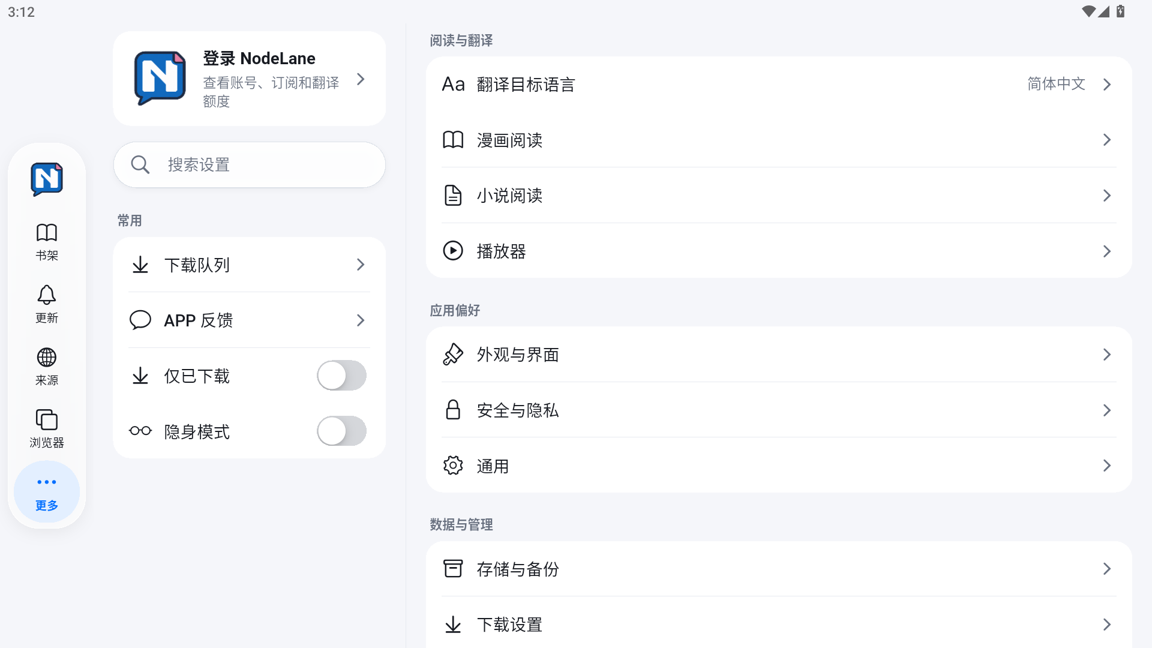 3:12
登录 NodeLane
查看账号、订阅和翻译
额度
搜索设置
常用
下载队列
APP 反馈
仅已下载
隐身模式
书架
更新
来源
浏览器
更多
阅读与翻译
Aa 翻译目标语言 简体中文
漫画阅读
小说阅读
播放器
应用偏好
外观与界面
安全与隐私
通用
数据与管理
存储与备份
下载设置